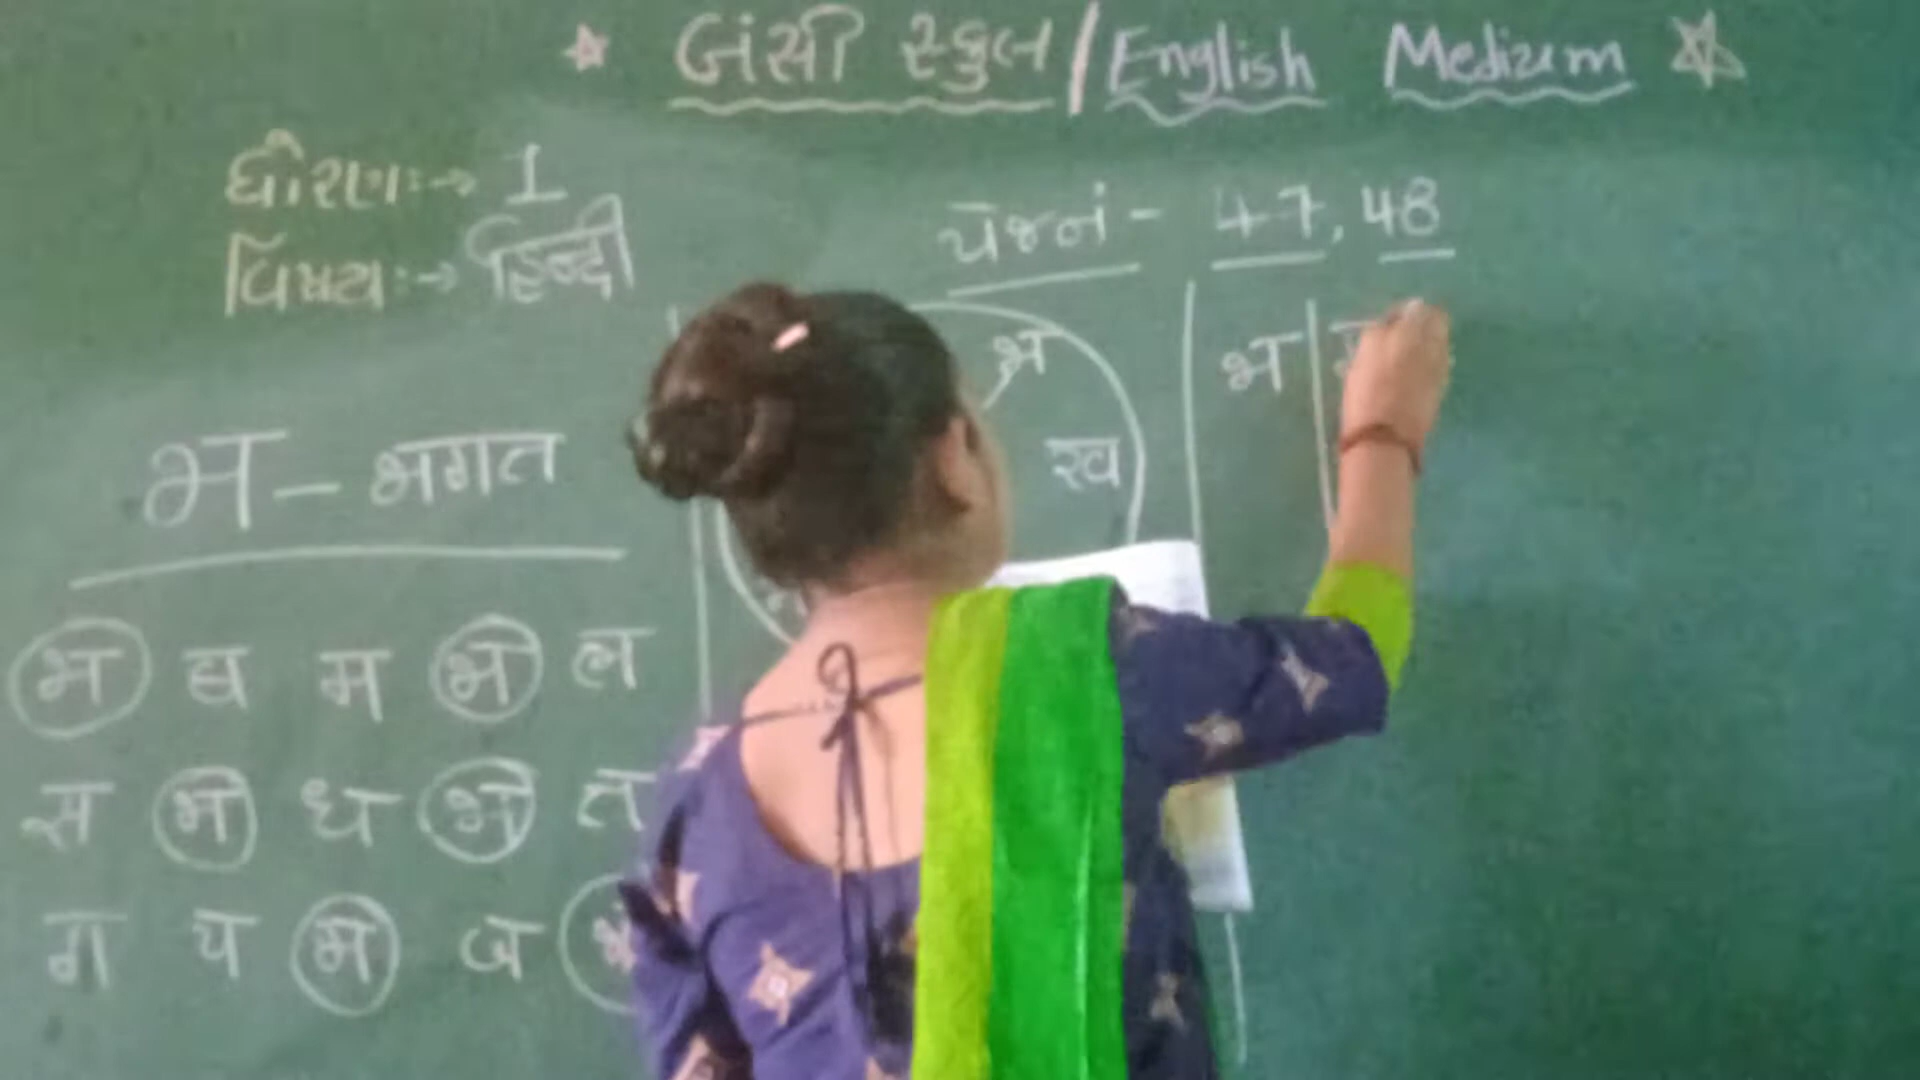 બંસી સ્કુલ / English Medium
ધોરણ :→ 1
વિષય :→ हिन्दी
પેજનં - 47, 48
भ - भगत
भ ब म भ ल
स भ ध भ त
ग प भ ज
भ
ख
भ